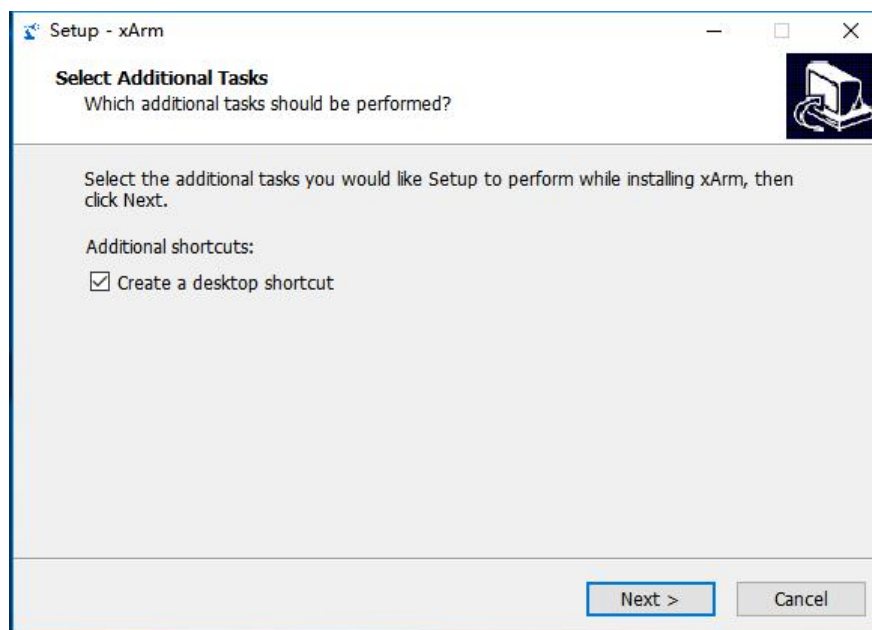 Setup - xArm
Select Additional Tasks
Which additional tasks should be performed?
Select the additional tasks you would like Setup to perform while installing xArm, then
click Next.
Additional shortcuts:
Create a desktop shortcut
Next >
Cancel